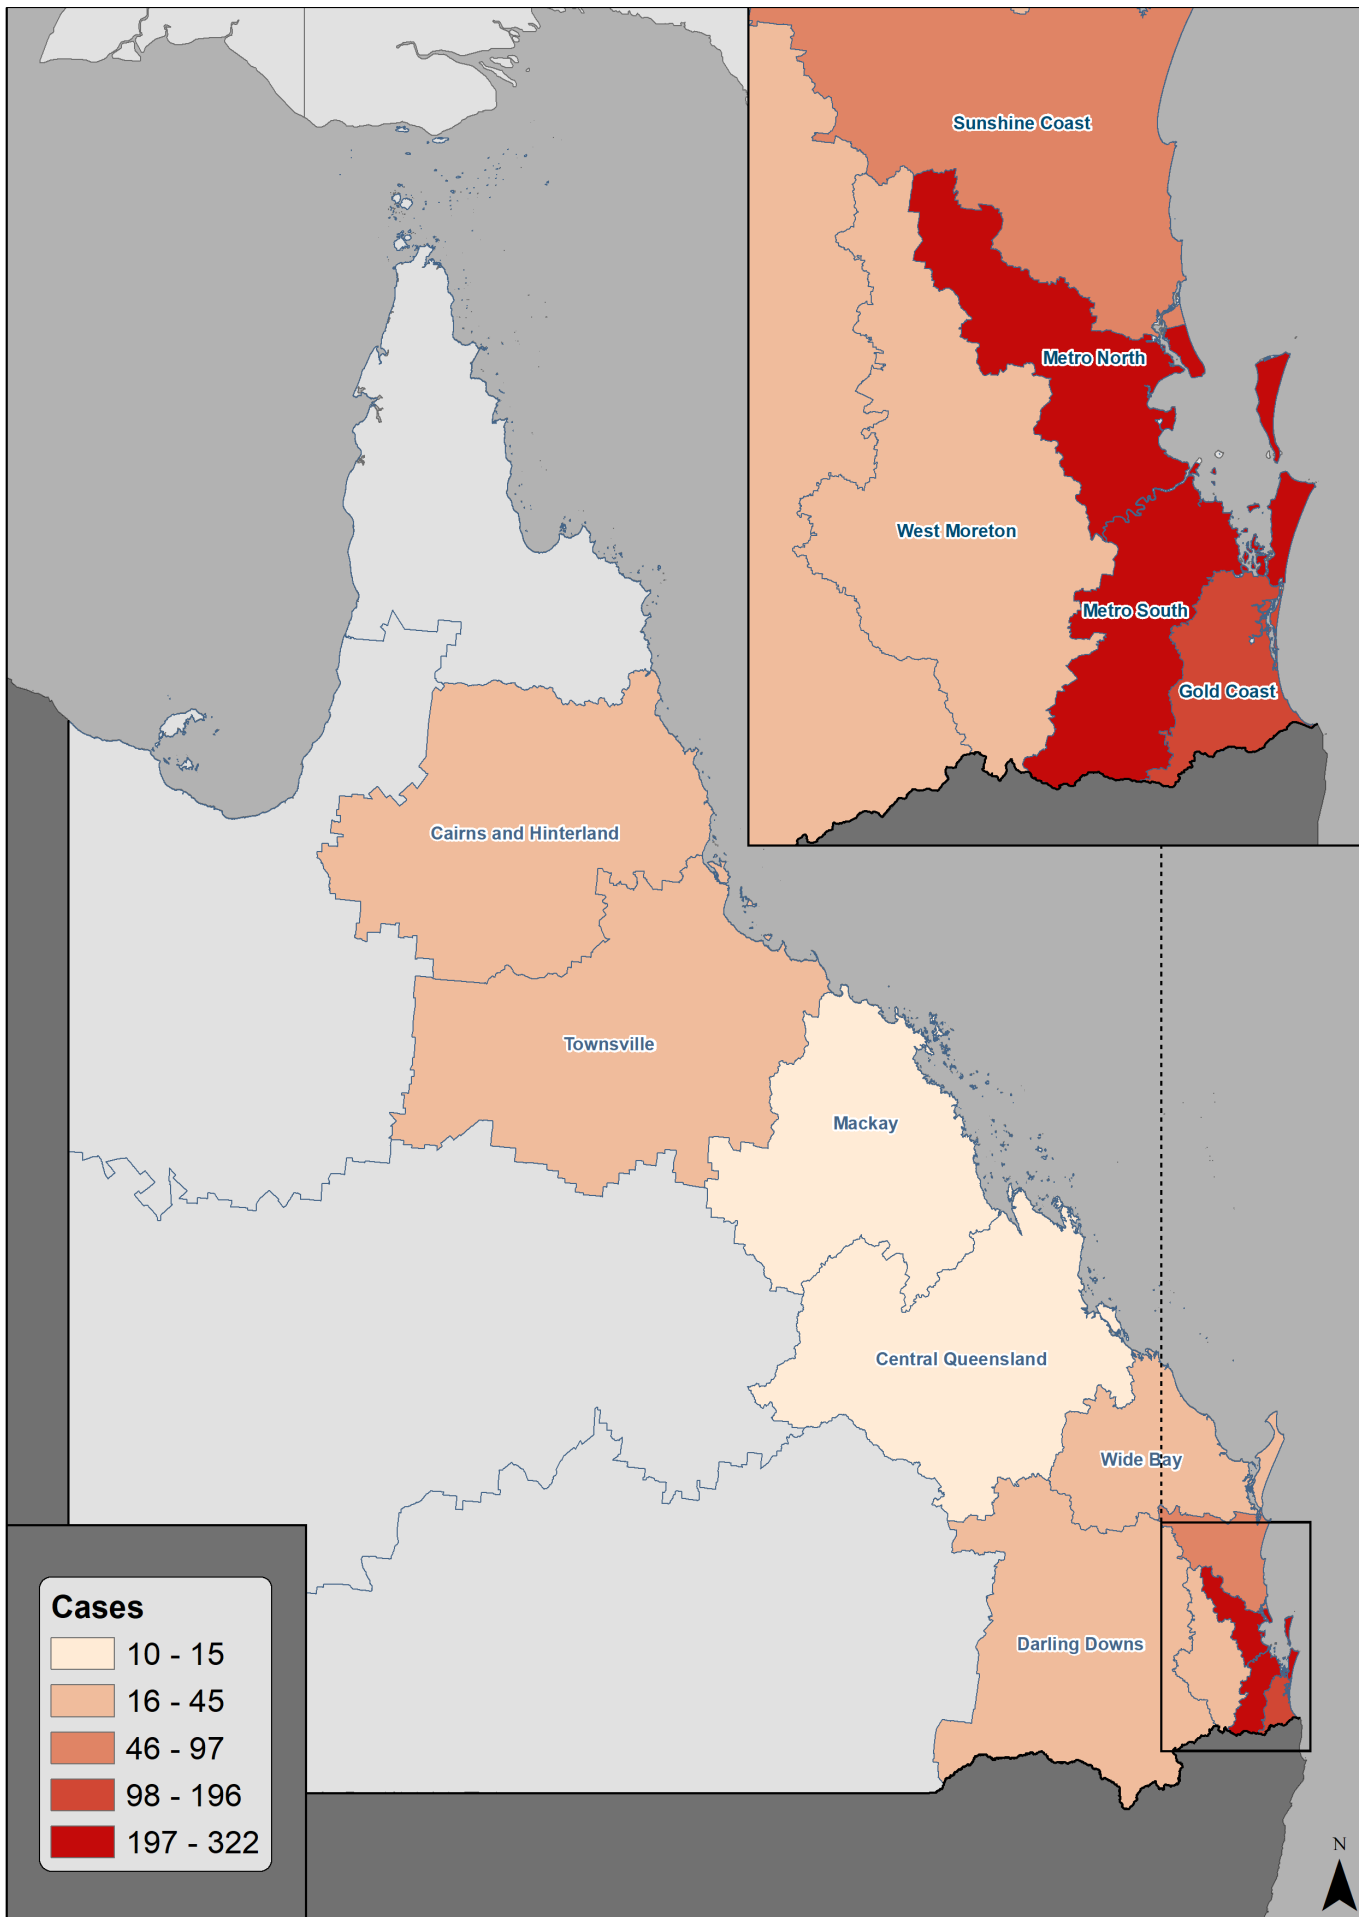 Sunshine Coast
Metro North
West Moreton
Metro South
Gold Coast
Cairns and Hinterland
Townsville
Mackay
Central Queensland
Wide Bay
Darling Downs
Cases
10 - 15
16 - 45
46 - 97
98 - 196
197 - 322
N